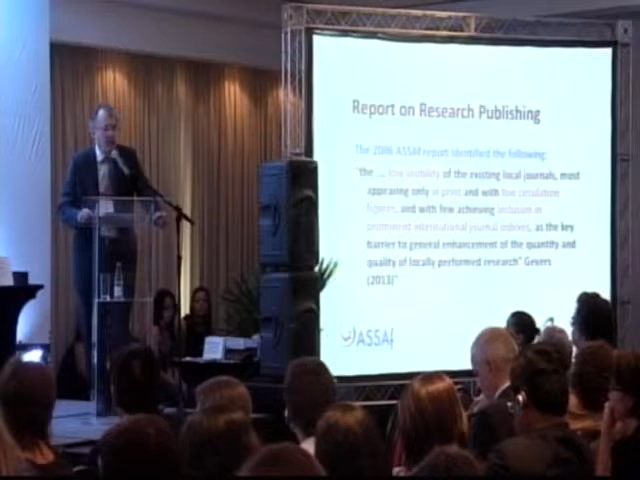 Report on Research Publishing
The 2006 ASSAf report identified the following:
"the ... low visibility of the existing local journals, most
appearing only in print and with low circulation
figures, and with few achieving inclusion in
prominent international journal indexes, as the key
barrier to general enhancement of the quantity and
quality of locally performed research" Gevers
(2013)"
ASSAf